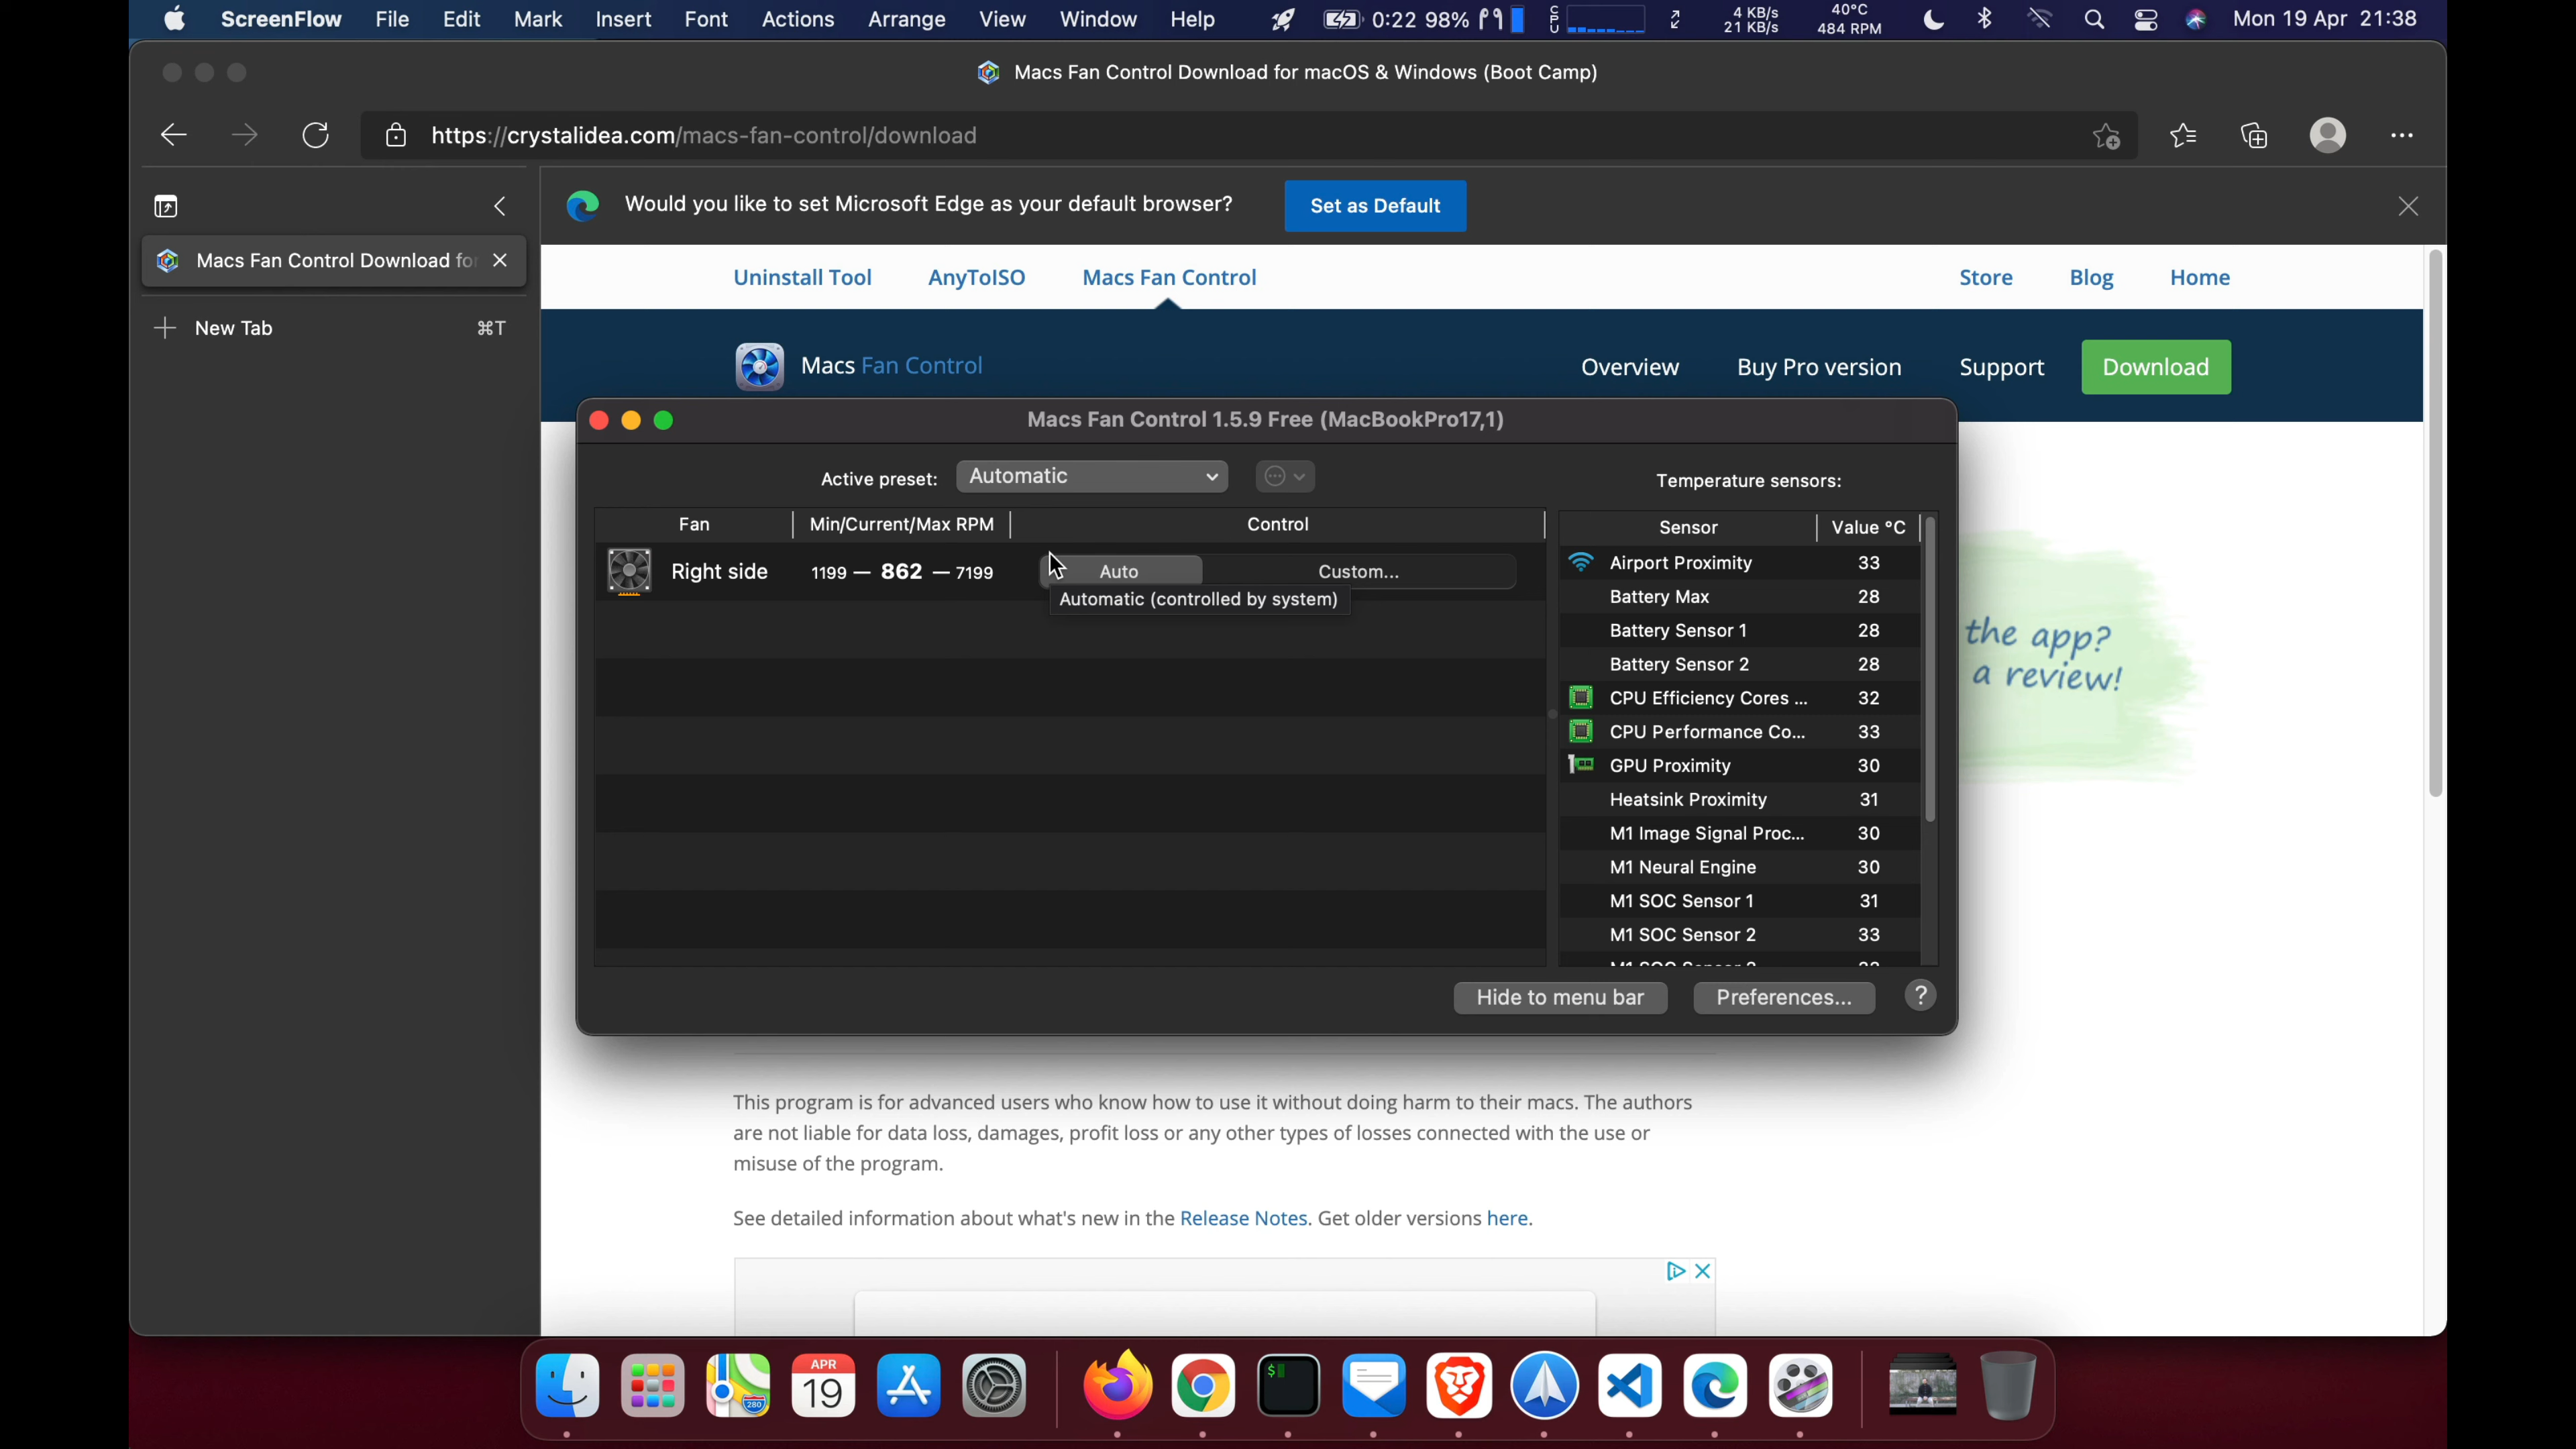 ScreenFlow File Edit Mark Insert Font Actions Arrange View Window Help 0:22 98% CPU 4 KB/s 21 KB/s 40°C 484 RPM Mon 19 Apr 21:38
Macs Fan Control Download for macOS & Windows (Boot Camp)
https://crystalidea.com/macs-fan-control/download
Would you like to set Microsoft Edge as your default browser? Set as Default
Macs Fan Control Download for
New Tab ⌘T
Uninstall Tool AnyToISO Macs Fan Control Store Blog Home
Macs Fan Control Overview Buy Pro version Support Download
Macs Fan Control 1.5.9 Free (MacBookPro17,1)
Active preset: Automatic Temperature sensors:
Fan Min/Current/Max RPM Control Sensor Value °C
Right side 1199 — 862 — 7199 Auto Custom...
Automatic (controlled by system)
Airport Proximity 33
Battery Max 28
Battery Sensor 1 28
Battery Sensor 2 28
CPU Efficiency Cores ... 32
CPU Performance Co... 33
GPU Proximity 30
Heatsink Proximity 31
M1 Image Signal Proc... 30
M1 Neural Engine 30
M1 SOC Sensor 1 31
M1 SOC Sensor 2 33
the app?
a review!
Hide to menu bar Preferences... ?
This program is for advanced users who know how to use it without doing harm to their macs. The authors
are not liable for data loss, damages, profit loss or any other types of losses connected with the use or
misuse of the program.
See detailed information about what's new in the Release Notes. Get older versions here.
APR
19
280
$